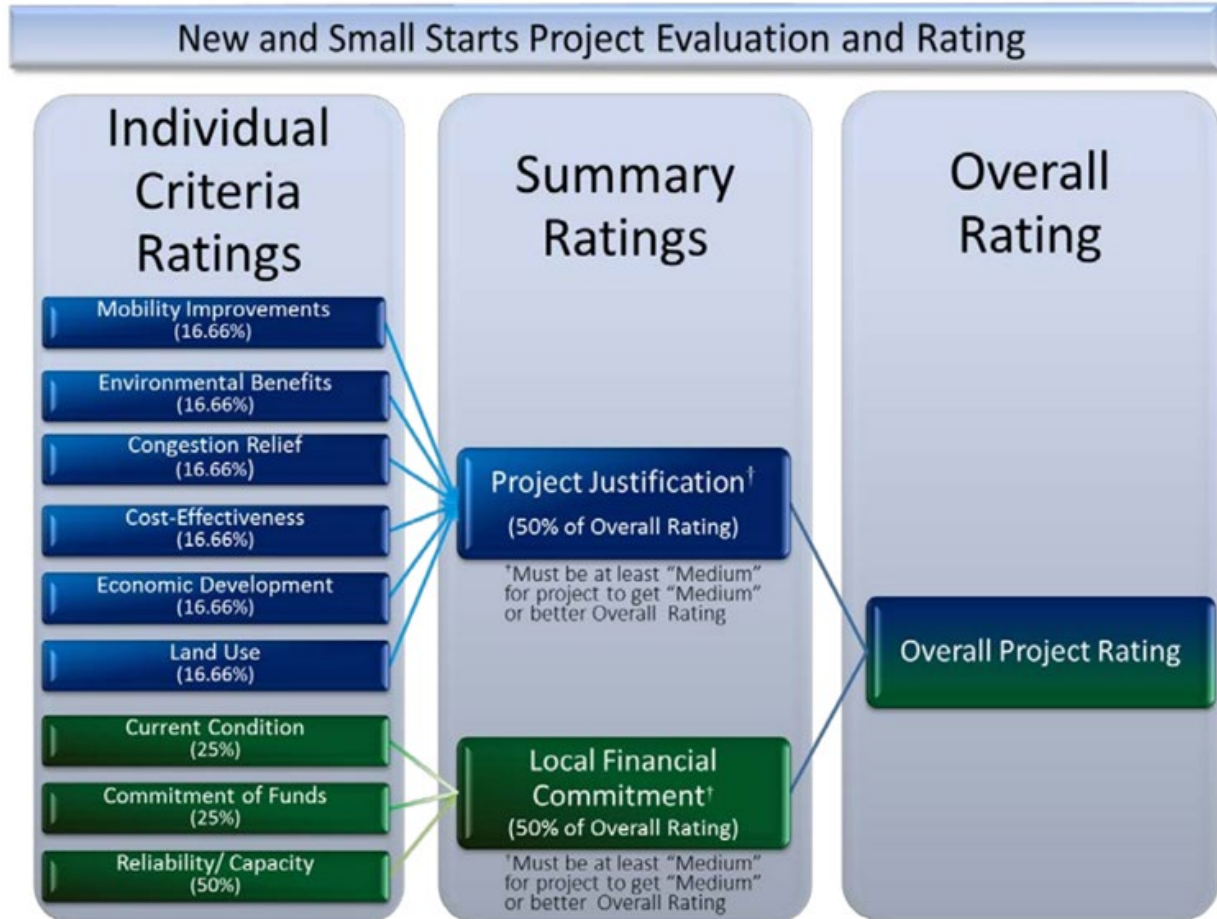 New and Small Starts Project Evaluation and Rating
Individual
Criteria
Ratings
Mobility Improvements
(16.66%)
Environmental Benefits
(16.66%)
Congestion Relief
(16.66%)
Cost-Effectiveness
(16.66%)
Economic Development
(16.66%)
Land Use
(16.66%)
Current Condition
(25%)
Commitment of Funds
(25%)
Reliability/ Capacity
(50%)
Summary
Ratings
Project Justification†
(50% of Overall Rating)
†Must be at least “Medium”
for project to get “Medium”
or better Overall Rating
Local Financial
Commitment†
(50% of Overall Rating)
†Must be at least “Medium”
for project to get “Medium”
or better Overall Rating
Overall
Rating
Overall Project Rating